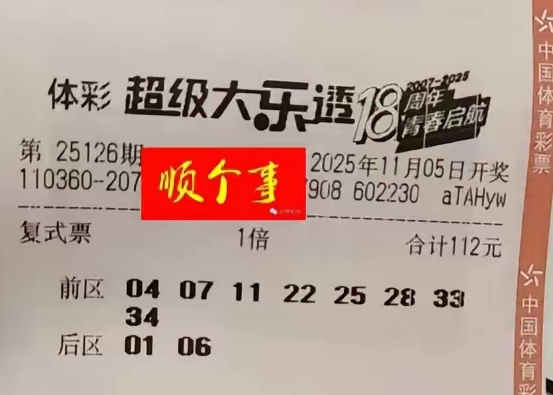 体彩 超级大乐透 18 2007-2025 周年 青春启航
第 25126期 2025年11月05日开奖
110360--207 7908 602230 aTAHyw
顺个事
复式票 1倍 合计112元
前区 04 07 11 22 25 28 33
34
后区 01 06
中国体育彩票
中国体育彩